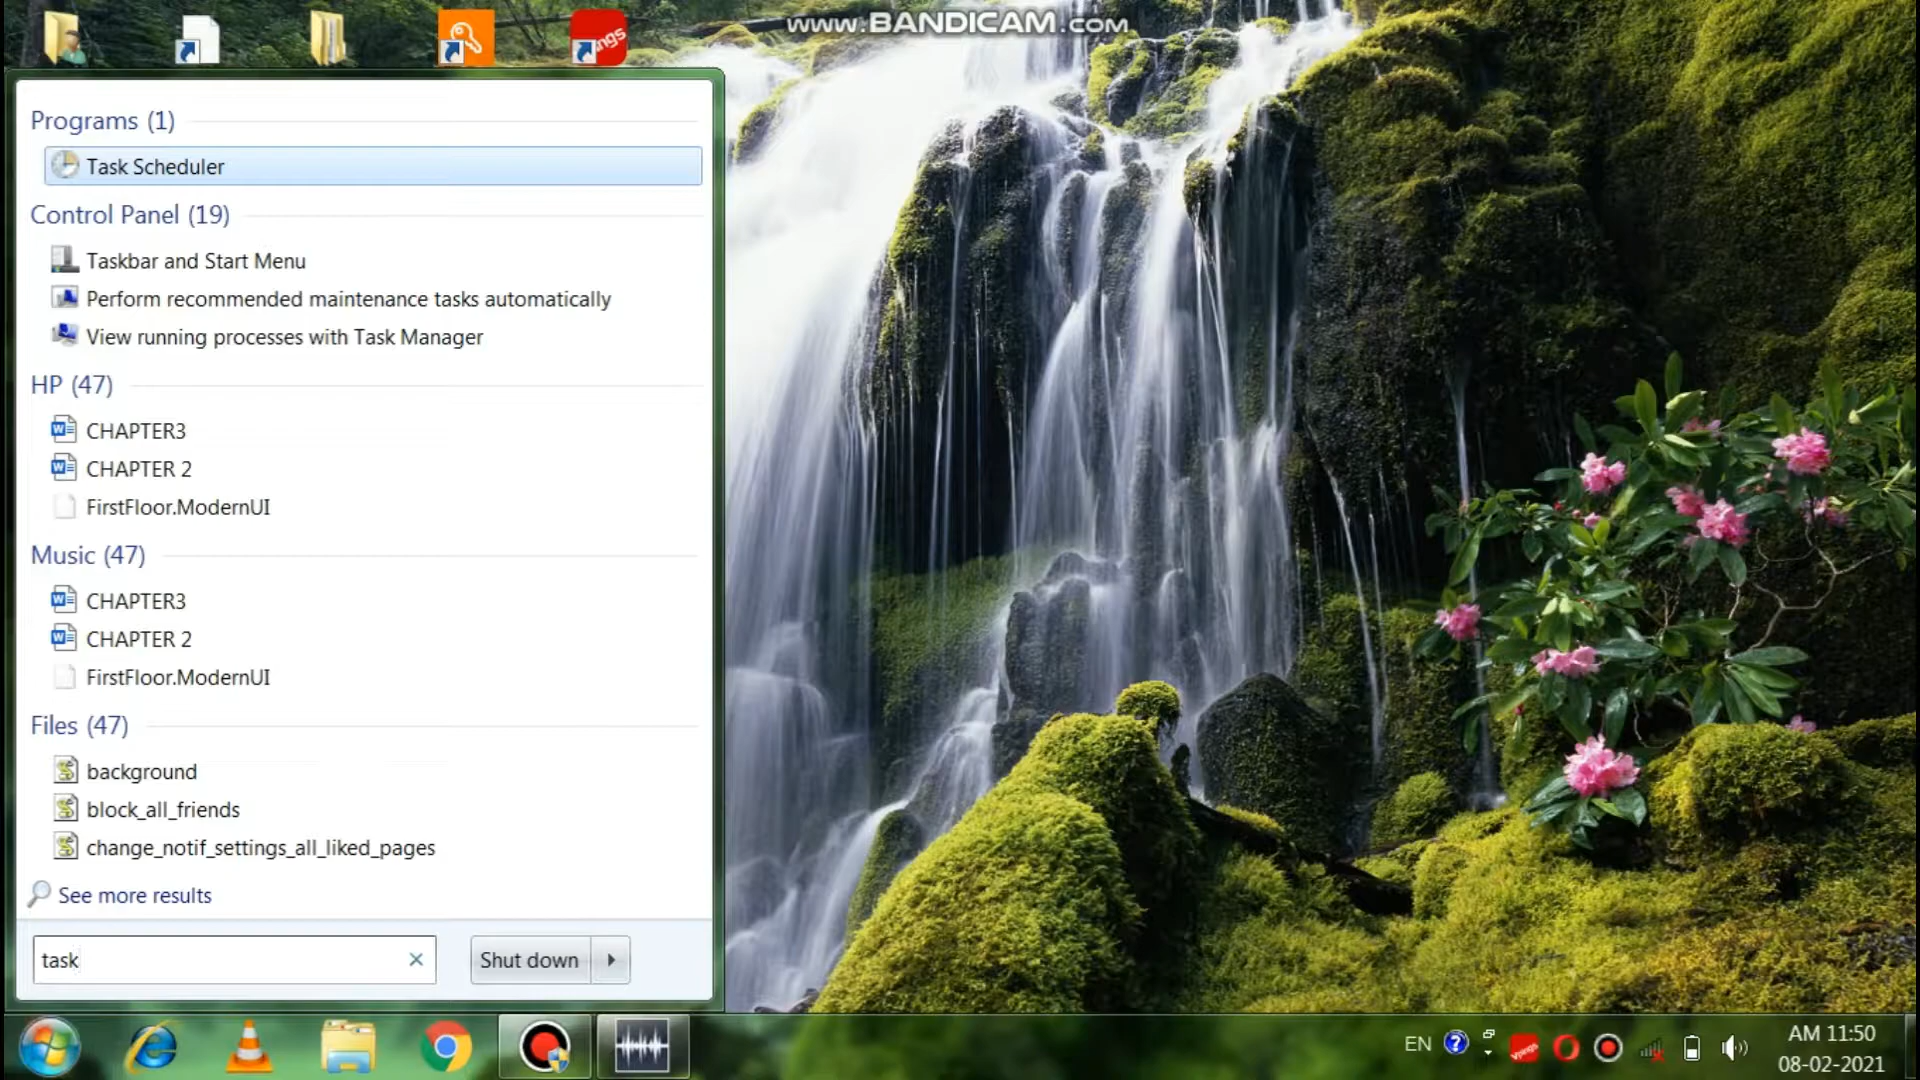 www.BANDICAM.com
ings
Programs (1)
Task Scheduler
Control Panel (19)
Taskbar and Start Menu
Perform recommended maintenance tasks automatically
View running processes with Task Manager
HP (47)
CHAPTER3
CHAPTER 2
FirstFloor.ModernUI
Music (47)
CHAPTER3
CHAPTER 2
FirstFloor.ModernUI
Files (47)
background
block_all_friends
change_notif_settings_all_liked_pages
See more results
task
Shut down
EN
Vpings
AM 11:50
08-02-2021